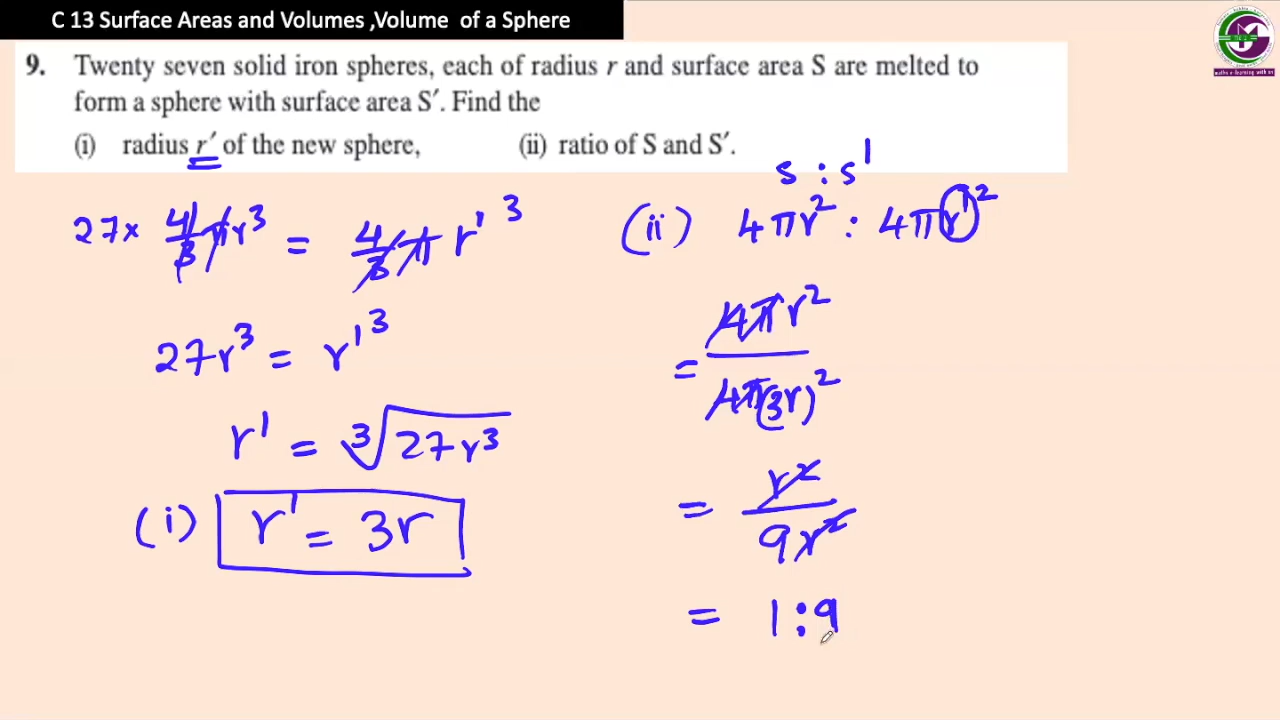 C 13 Surface Areas and Volumes ,Volume of a Sphere
9. Twenty seven solid iron spheres, each of radius r and surface area S are melted to
form a sphere with surface area S′. Find the
(i) radius r′ of the new sphere, (ii) ratio of S and S′.
s : s'
27 × 4/3 π r³ = 4/3 π r'³
27r³ = r'³
r' = ∛27r³
(i) r' = 3r
(ii) 4πr² : 4πr'²
= 4πr² / 4π(3r)²
= r² / 9r²
= 1:9